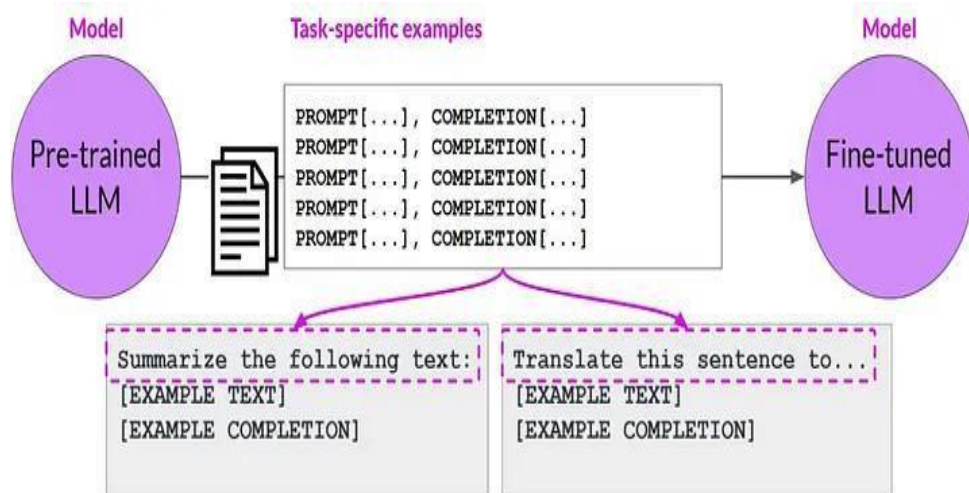 Model
Task-specific examples
Model
Pre-trained
LLM
PROMPT[...], COMPLETION[...]
PROMPT[...], COMPLETION[...]
PROMPT[...], COMPLETION[...]
PROMPT[...], COMPLETION[...]
PROMPT[...], COMPLETION[...]
Fine-tuned
LLM
Summarize the following text:
[EXAMPLE TEXT]
[EXAMPLE COMPLETION]
Translate this sentence to...
[EXAMPLE TEXT]
[EXAMPLE COMPLETION]